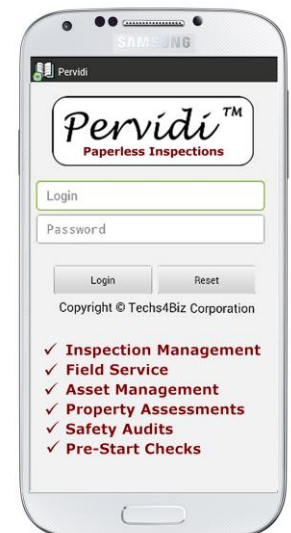 SAMSUNG
Pervidi
Pervidi™
Paperless Inspections
Login
Password
Login Reset
Copyright © Techs4Biz Corporation
✓ Inspection Management
✓ Field Service
✓ Asset Management
✓ Property Assessments
✓ Safety Audits
✓ Pre-Start Checks